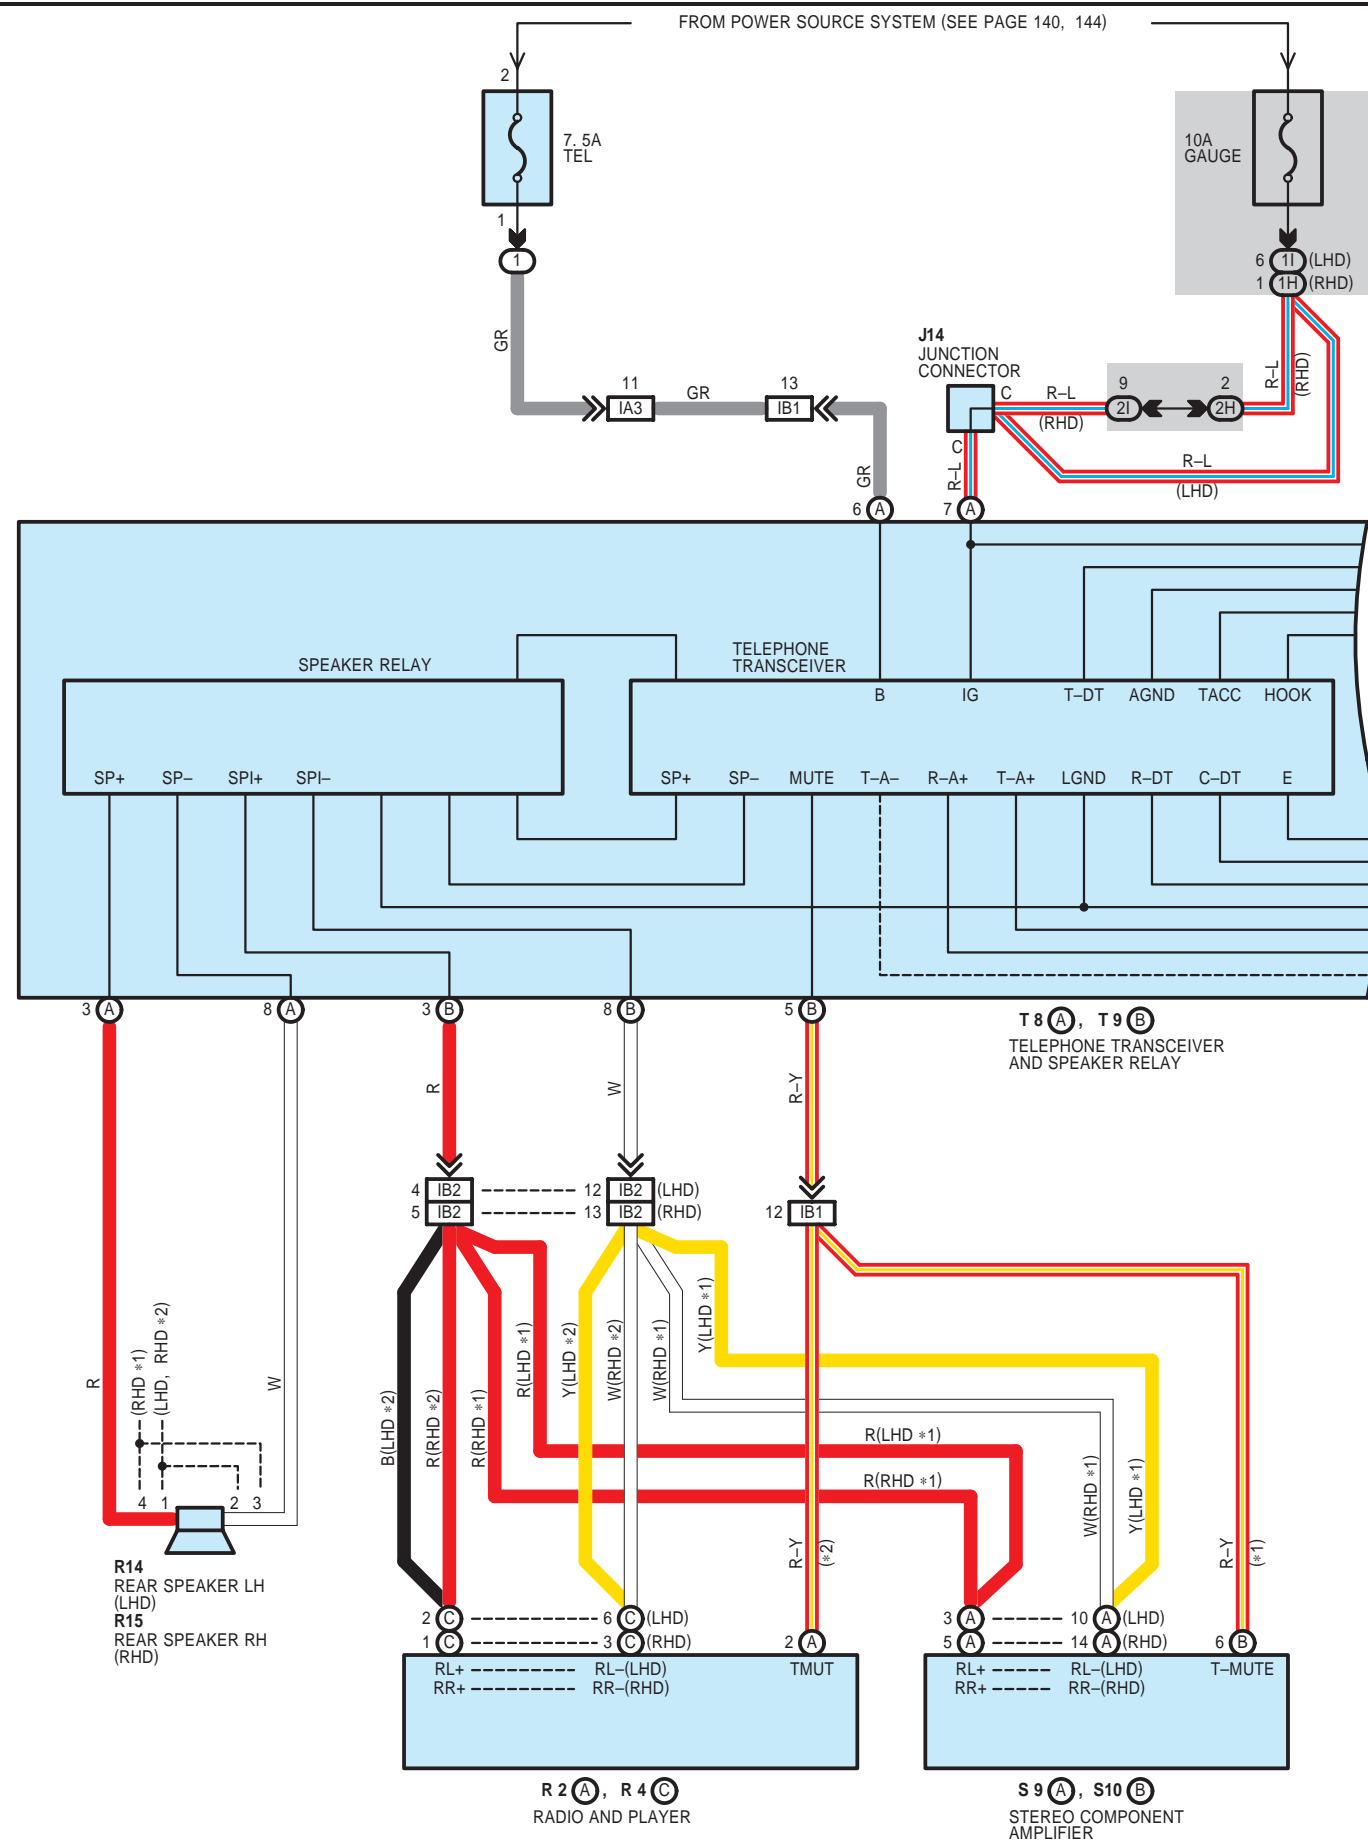 FROM POWER SOURCE SYSTEM (SEE PAGE 140, 144)
2
7. 5A
TEL
1
1
10A
GAUGE
6 1I (LHD)
1 1H (RHD)
GR
J14
JUNCTION
CONNECTOR
R–L
(RHD)
11
IA3
GR
13
IB1
C
R–L
(RHD)
9
2I
2
2H
C
R–L
R–L
(LHD)
GR
6 A
7 A
SPEAKER RELAY
TELEPHONE
TRANSCEIVER
B IG T–DT AGND TACC HOOK
SP+ SP– SPI+ SPI–
SP+ SP– MUTE T–A– R–A+ T–A+ LGND R–DT C–DT E
3 A
8 A
3 B
8 B
5 B
T 8 A , T 9 B
TELEPHONE TRANSCEIVER
AND SPEAKER RELAY
R
W
R–Y
4 IB2 12 IB2 (LHD)
5 IB2 13 IB2 (RHD)
12 IB1
R
(RHD *1)
(LHD, RHD *2)
W
B(LHD *2)
R(RHD *2)
R(RHD *1)
R(LHD *1)
Y(LHD *2)
W(RHD *2)
W(RHD *1)
Y(LHD *1)
R(LHD *1)
R(RHD *1)
W(RHD *1)
Y(LHD *1)
R–Y
(*2)
R–Y
(*1)
4 1 2 3
R14
REAR SPEAKER LH
(LHD)
R15
REAR SPEAKER RH
(RHD)
2 C 6 C (LHD)
1 C 3 C (RHD)
2 A
3 A 10 A (LHD)
5 A 14 A (RHD)
6 B
RL+ RL–(LHD)
RR+ RR–(RHD)
TMUT
RL+ RL–(LHD)
RR+ RR–(RHD)
T–MUTE
R 2 A , R 4 C
RADIO AND PLAYER
S 9 A , S10 B
STEREO COMPONENT
AMPLIFIER